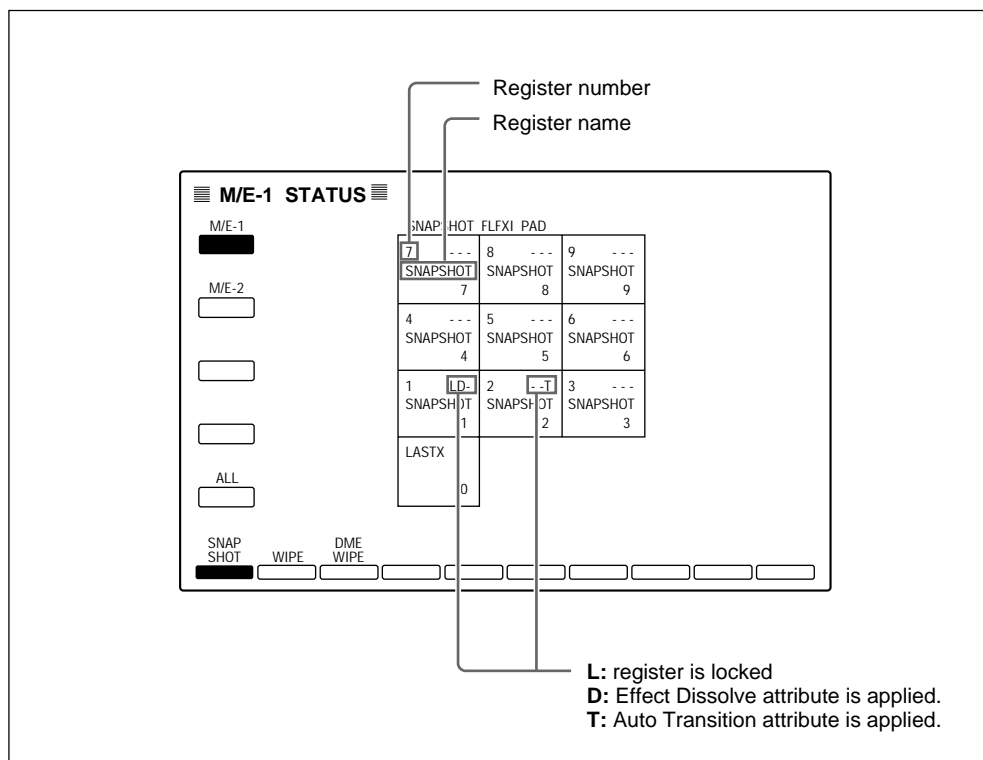 Register number
Register name
M/E-1 STATUS
M/E-1
SNAPSHOT FLFXI PAD
7 - - - 8 - - - 9 - - -
SNAPSHOT SNAPSHOT SNAPSHOT
7 8 9
M/E-2
4 - - - 5 - - - 6 - - -
SNAPSHOT SNAPSHOT SNAPSHOT
4 5 6
1 LD- 2 - -T 3 - - -
SNAPSHOT SNAPSHOT SNAPSHOT
1 2 3
LASTX
0
ALL
SNAP SHOT
WIPE
DME WIPE
L: register is locked
D: Effect Dissolve attribute is applied.
T: Auto Transition attribute is applied.